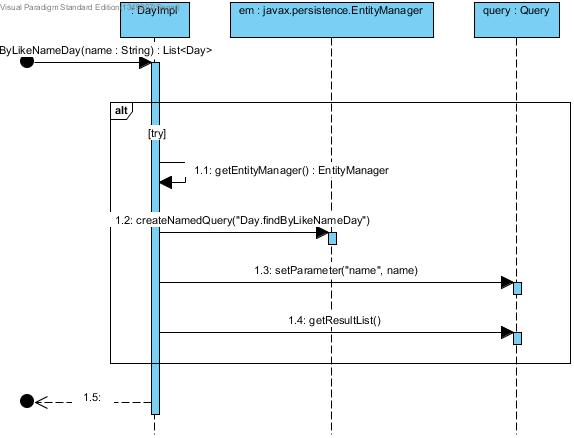 Visual Paradigm Standard Edition
: DayImpl
em : javax.persistence.EntityManager
query : Query
ByLikeNameDay(name : String) : List<Day>
alt
[try]
1.1: getEntityManager() : EntityManager
1.2: createNamedQuery("Day.findByLikeNameDay")
1.3: setParameter("name", name)
1.4: getResultList()
1.5: